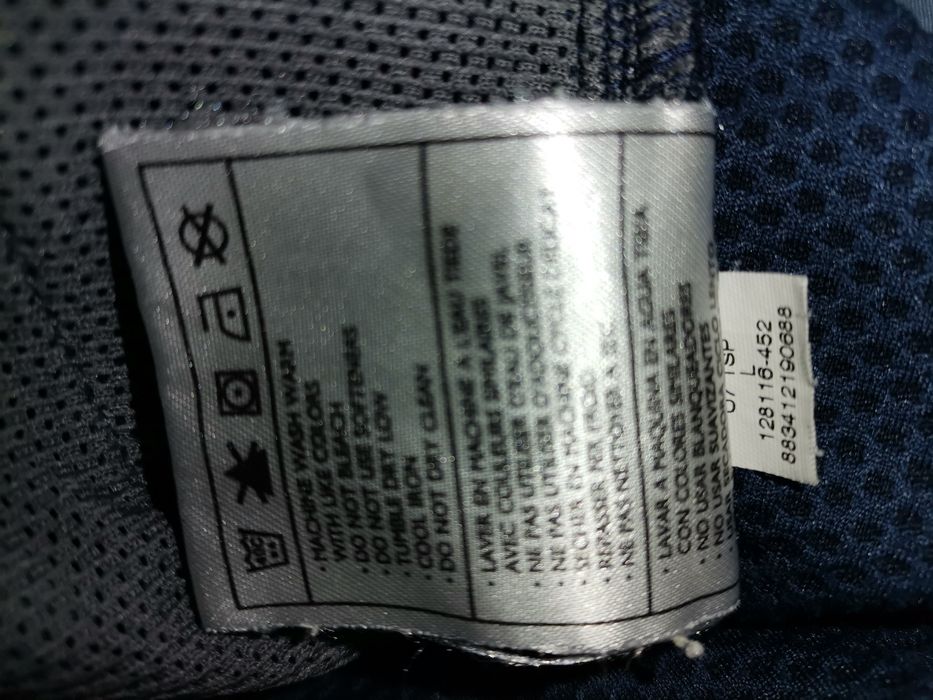 · MACHINE WASH WARM
WITH LIKE COLORS
· DO NOT BLEACH
· DO NOT USE SOFTENERS
· TUMBLE DRY LOW
· COOL IRON
· DO NOT DRY CLEAN
· LAVER EN MACHINE A L'EAU TIEDE
AVEC COULEURS SIMILAIRES
· NE PAS UTILISER D'EAU DE JAVEL
· NE PAS UTILISER D'ADOUCISSEUR
· SECHER EN MACHINE CYCLE DELICAT
· REPASSER FER FROID
· NE PAS NETTOYER A SEC
· LAVAR A MAQUINA EN AGUA TIBIA
CON COLORES SIMILARES
· NO USAR BLANQUEADORES
· NO USAR SUAVIZANTES
07 TSP
L
128116-452
883412190688